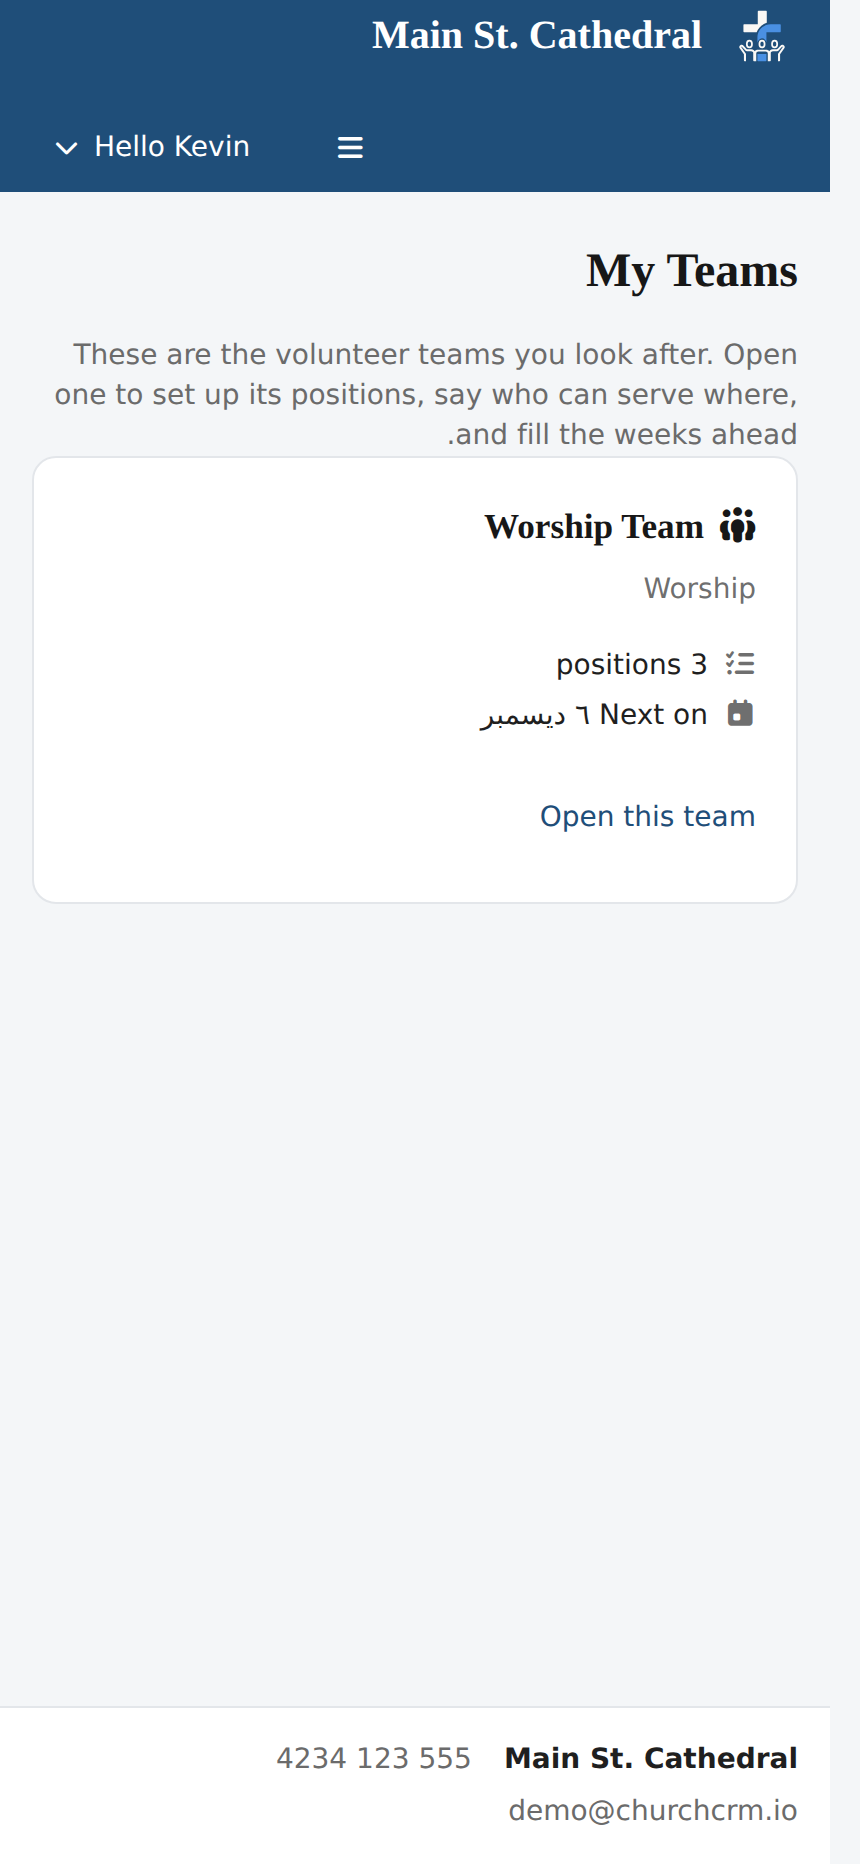 Main St. Cathedral
Hello Kevin
My Teams
These are the volunteer teams you look after. Open
one to set up its positions, say who can serve where,
and fill the weeks ahead.
Worship Team
Worship
3 positions
Next on ٦ ديسمبر
Open this team
Main St. Cathedral 555 123 4234
demo@churchcrm.io